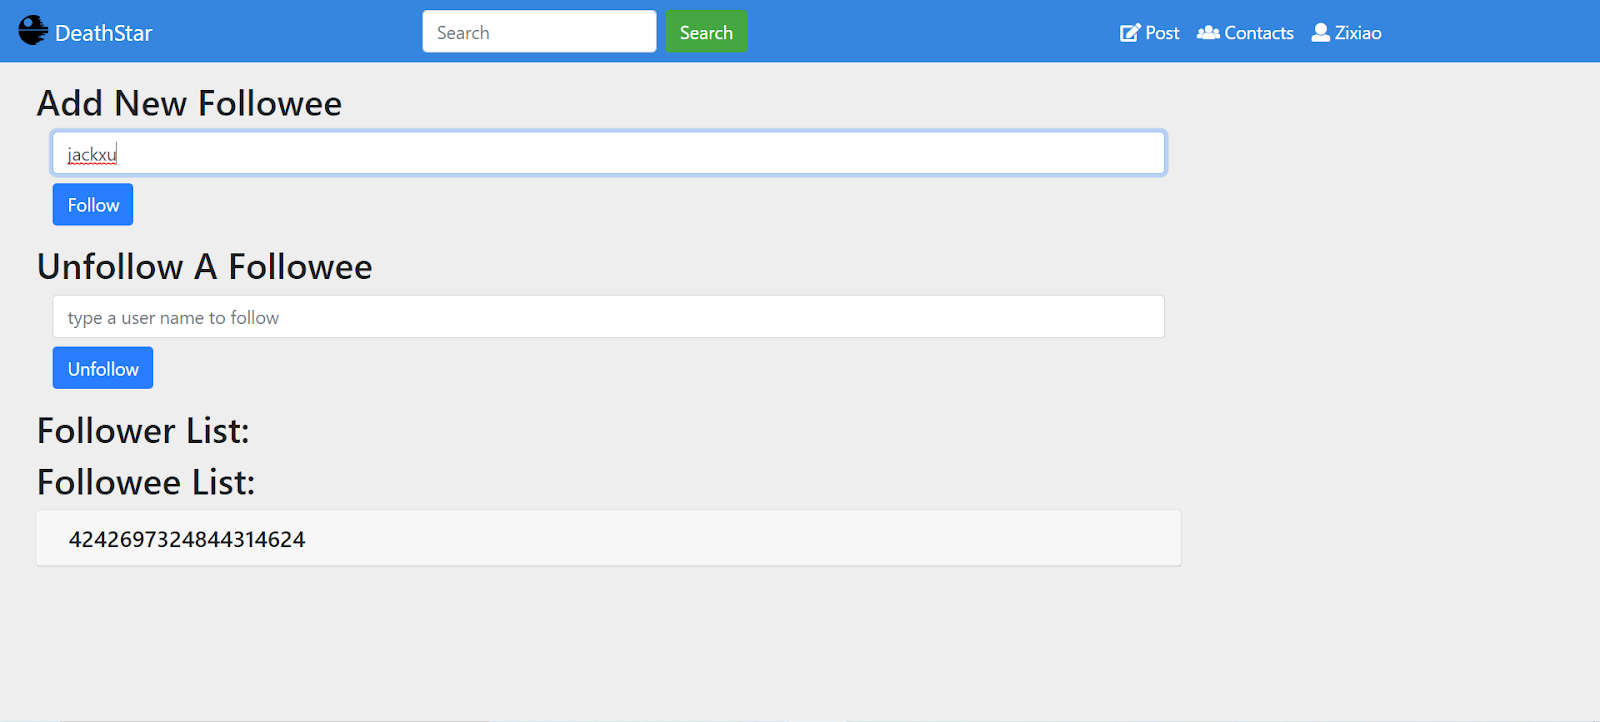 DeathStar Search Search Post Contacts Zixiao
Add New Followee
jackxu
Follow
Unfollow A Followee
type a user name to follow
Unfollow
Follower List:
Followee List:
4242697324844314624